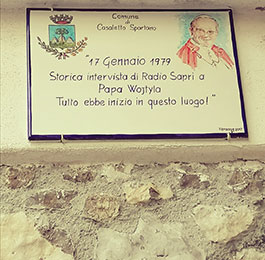 Comune
di
Casaletto Spartano
"17 Gennaio 1979
Storica intervista di Radio Sapri a
Papa Wojtyla
Tutto ebbe inizio in questo luogo!"